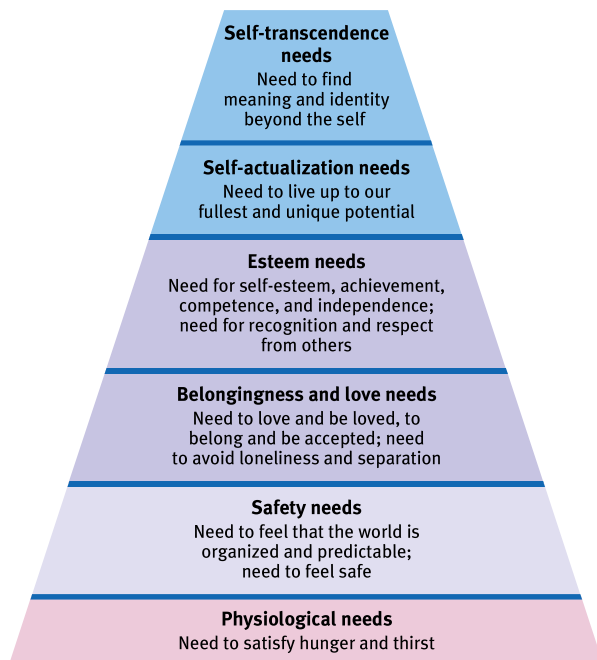 Self-transcendence
needs
Need to find
meaning and identity
beyond the self
Self-actualization needs
Need to live up to our
fullest and unique potential
Esteem needs
Need for self-esteem, achievement,
competence, and independence;
need for recognition and respect
from others
Belongingness and love needs
Need to love and be loved, to
belong and be accepted; need
to avoid loneliness and separation
Safety needs
Need to feel that the world is
organized and predictable;
need to feel safe
Physiological needs
Need to satisfy hunger and thirst